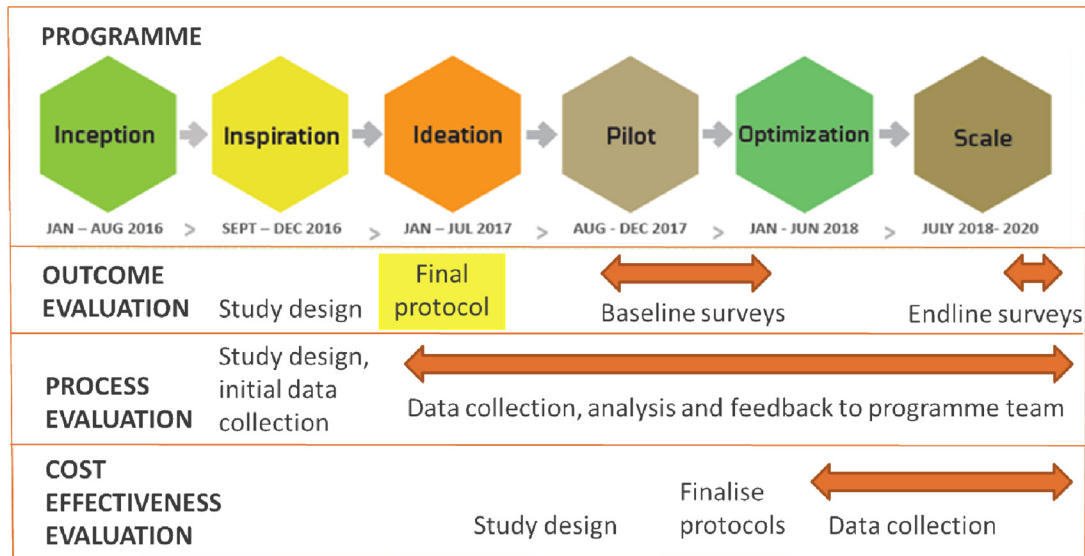 PROGRAMME
Inception
Inspiration
Ideation
Pilot
Optimization
Scale
JAN – AUG 2016 > SEPT – DEC 2016 > JAN – JUL 2017 > AUG - DEC 2017 > JAN - JUN 2018 > JULY 2018- 2020
OUTCOME
EVALUATION
Study design
Final
protocol
Baseline surveys
Endline surveys
PROCESS
EVALUATION
Study design,
initial data
collection
Data collection, analysis and feedback to programme team
COST
EFFECTIVENESS
EVALUATION
Study design
Finalise
protocols
Data collection